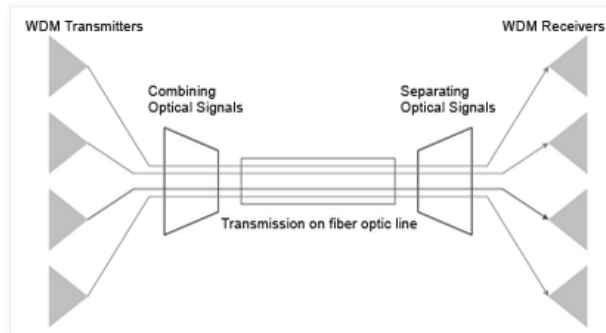 WDM Transmitters
WDM Receivers
Combining
Optical Signals
Separating
Optical Signals
Transmission on fiber optic line